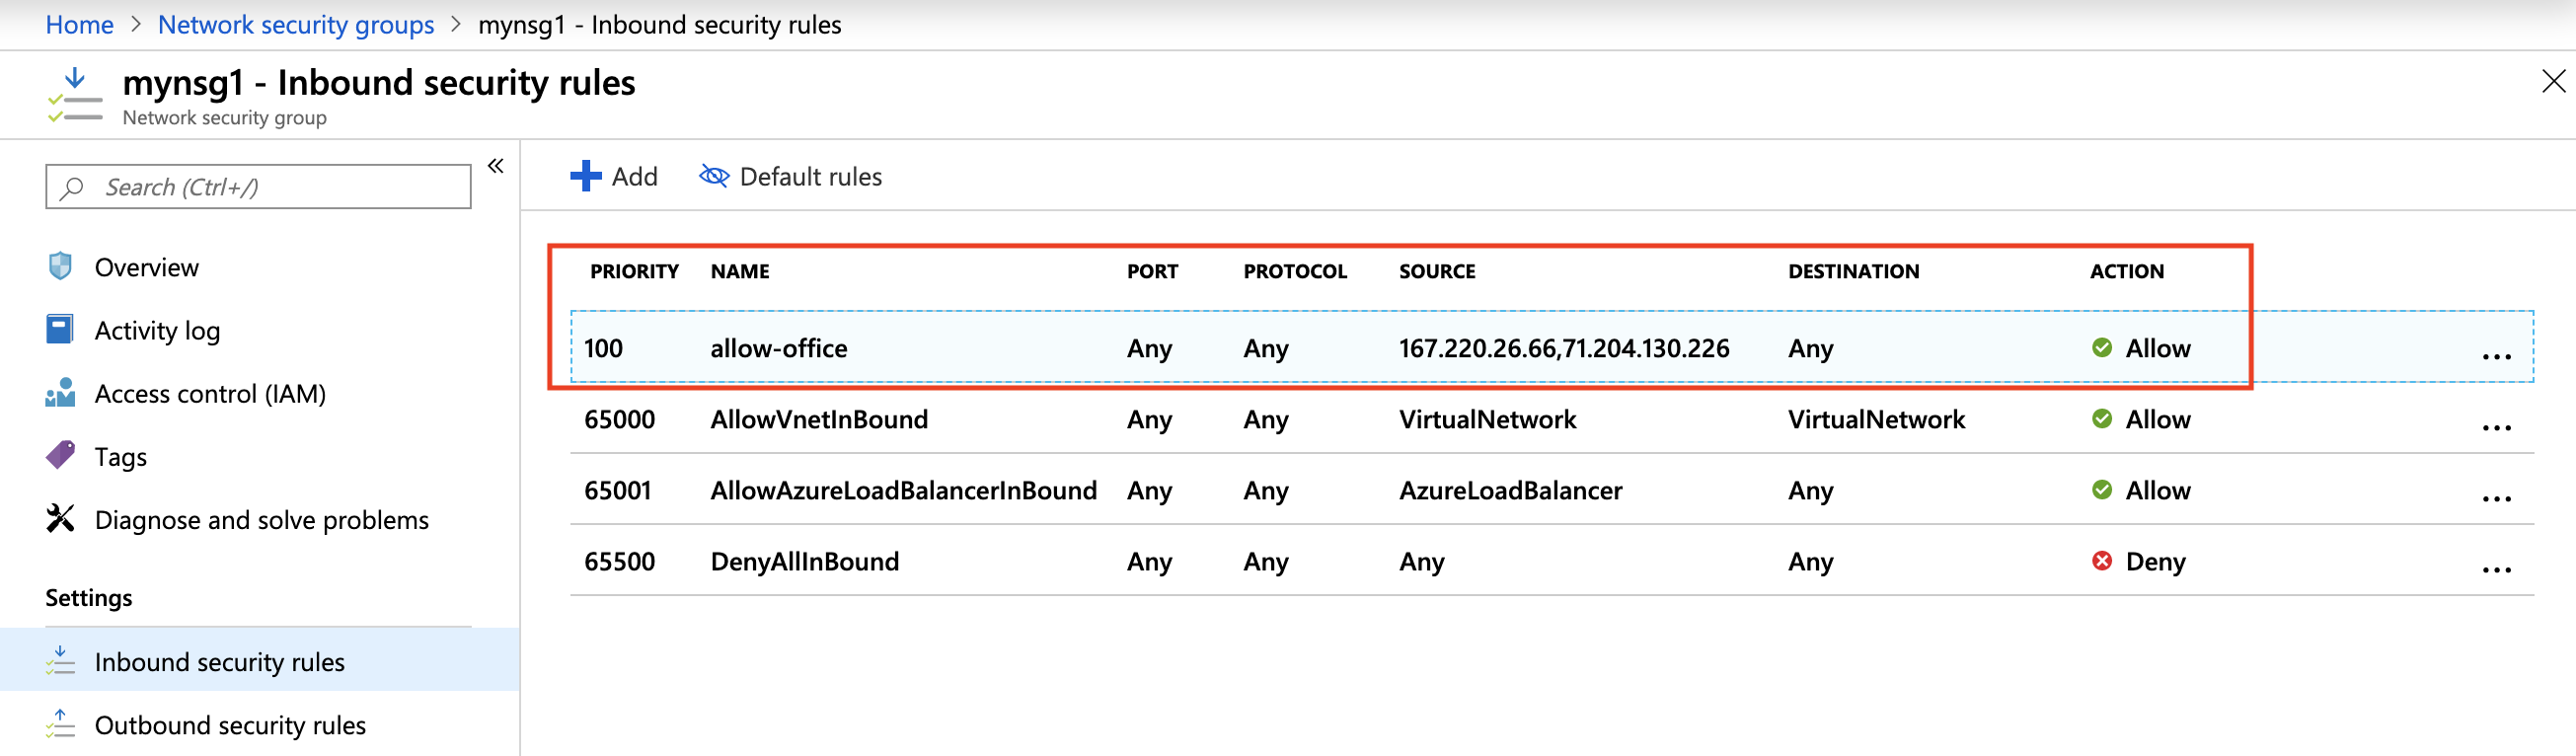 Home > Network security groups > mynsg1 - Inbound security rules
mynsg1 - Inbound security rules
Network security group
Search (Ctrl+/)
«
Overview
Activity log
Access control (IAM)
Tags
Diagnose and solve problems
Settings
Inbound security rules
Outbound security rules
Add Default rules
PRIORITY NAME PORT PROTOCOL SOURCE DESTINATION ACTION
100 allow-office Any Any 167.220.26.66,71.204.130.226 Any Allow ...
65000 AllowVnetInBound Any Any VirtualNetwork VirtualNetwork Allow ...
65001 AllowAzureLoadBalancerInBound Any Any AzureLoadBalancer Any Allow ...
65500 DenyAllInBound Any Any Any Any Deny ...